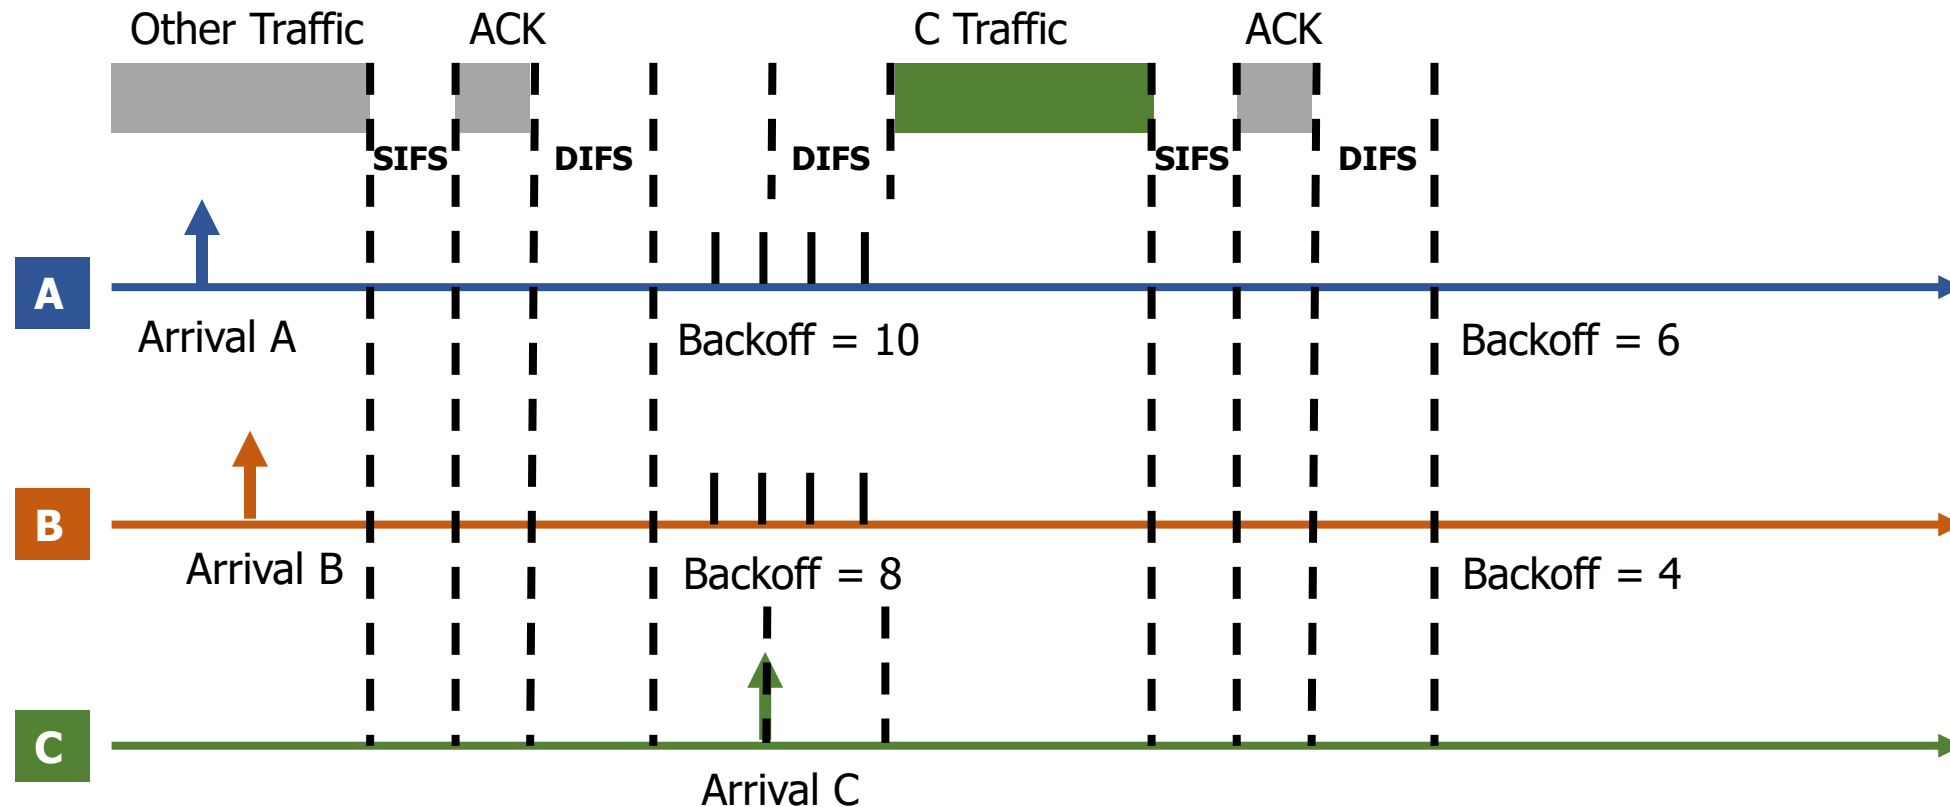 Other Traffic ACK C Traffic ACK
SIFS DIFS DIFS SIFS DIFS
A
Arrival A Backoff = 10 Backoff = 6
B
Arrival B Backoff = 8 Backoff = 4
C
Arrival C